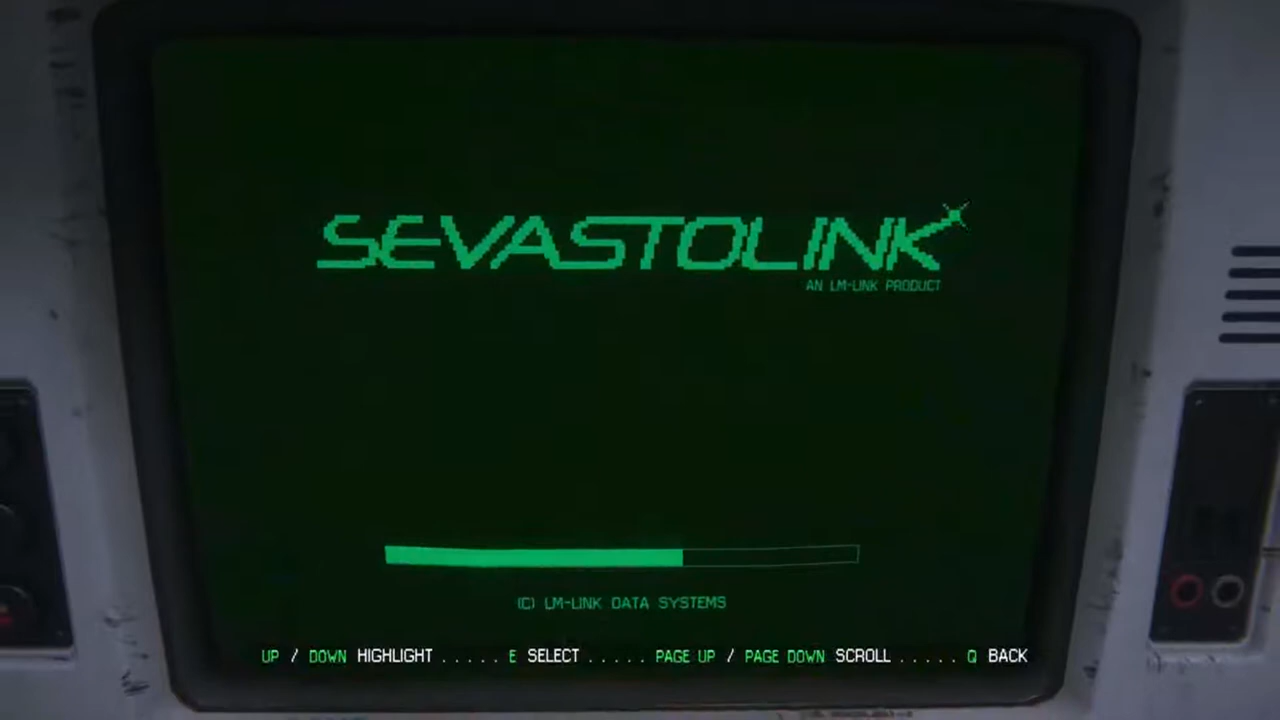 SEVASTOLINK
AN LM-LINK PRODUCT
(C) LM-LINK DATA SYSTEMS
UP / DOWN HIGHLIGHT ..... E SELECT ..... PAGE UP / PAGE DOWN SCROLL ..... Q BACK